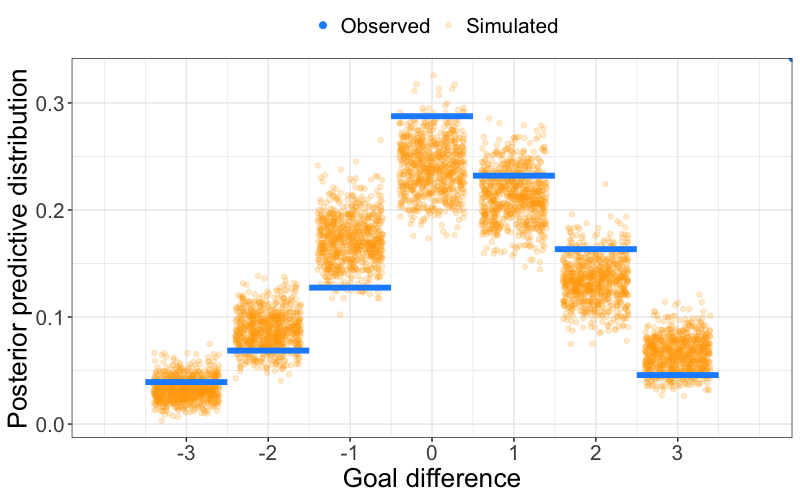 Observed Simulated
Posterior predictive distribution
0.3
0.2
0.1
0.0
-3 -2 -1 0 1 2 3
Goal difference